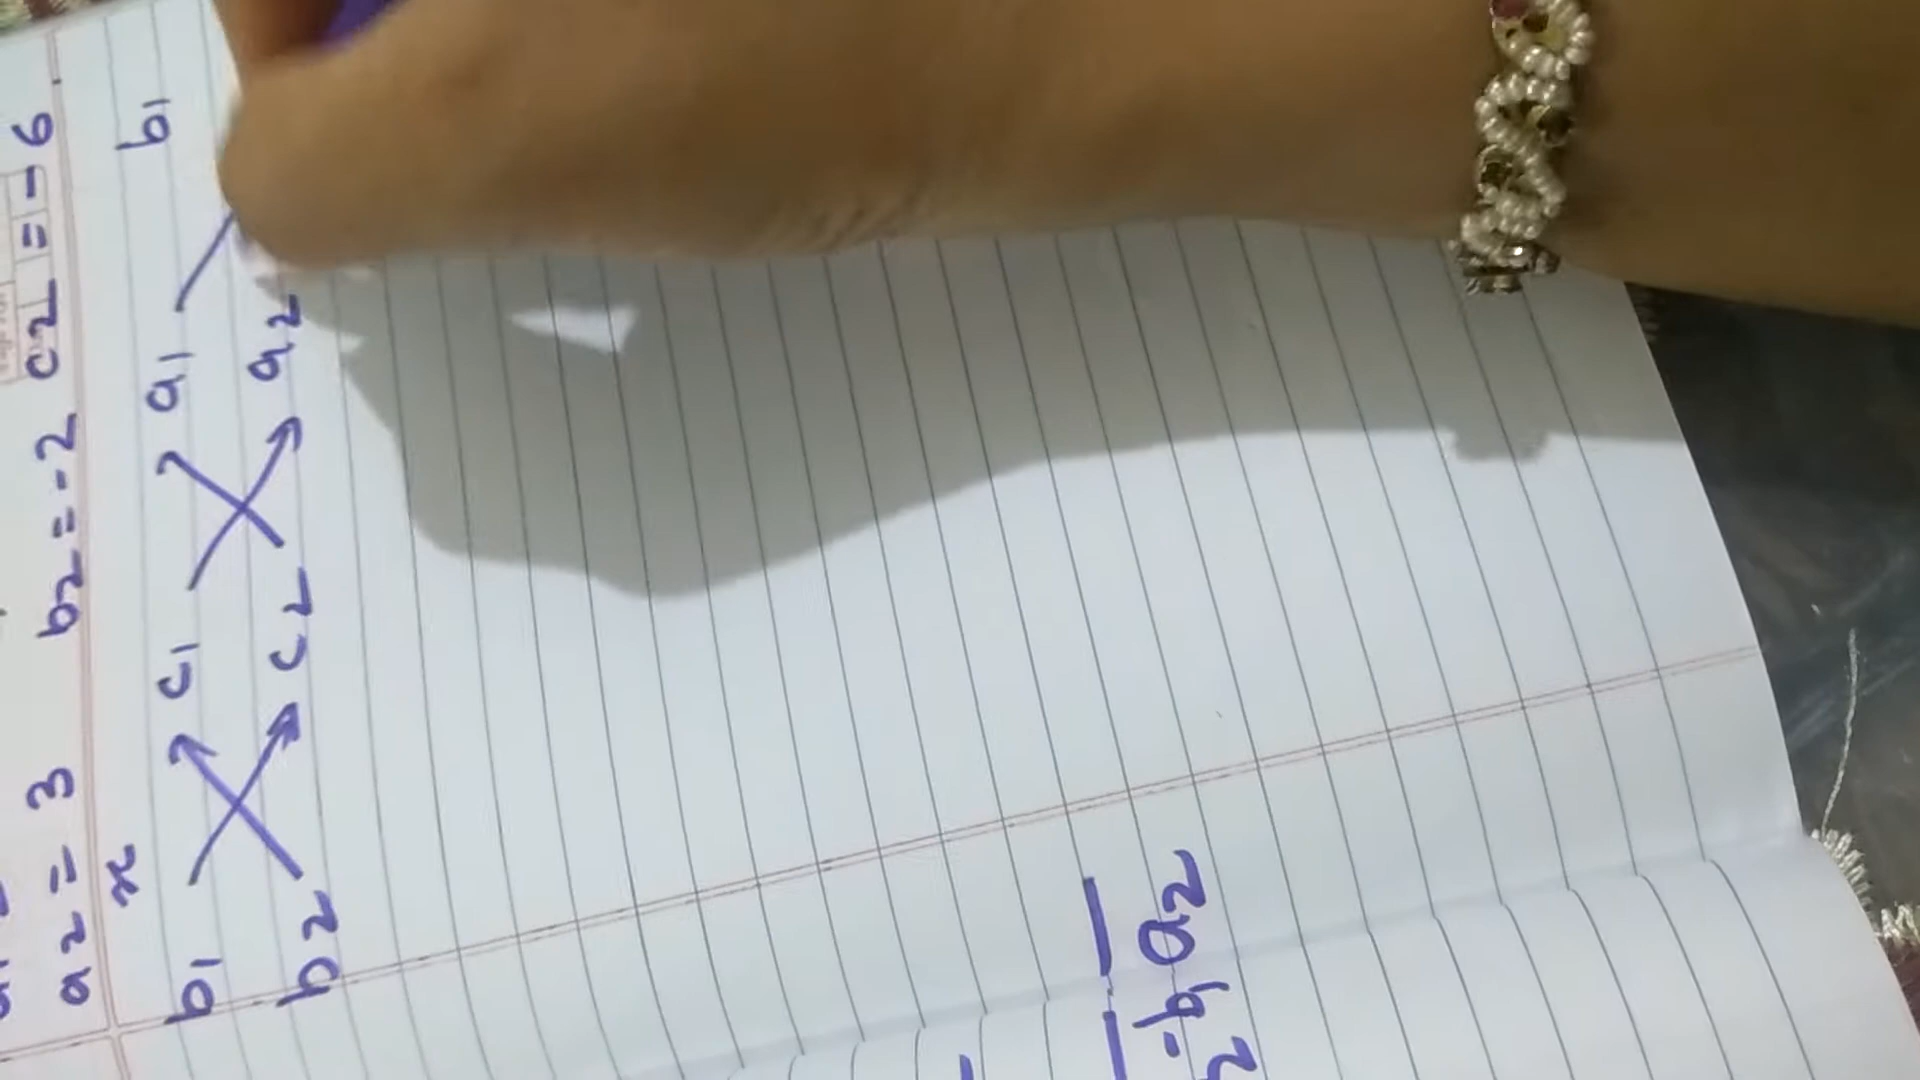 a2 = 3 b2 = -2 c2 = -6
x
b1 c1 a1 b1
b2 c2 a2
-b1a2